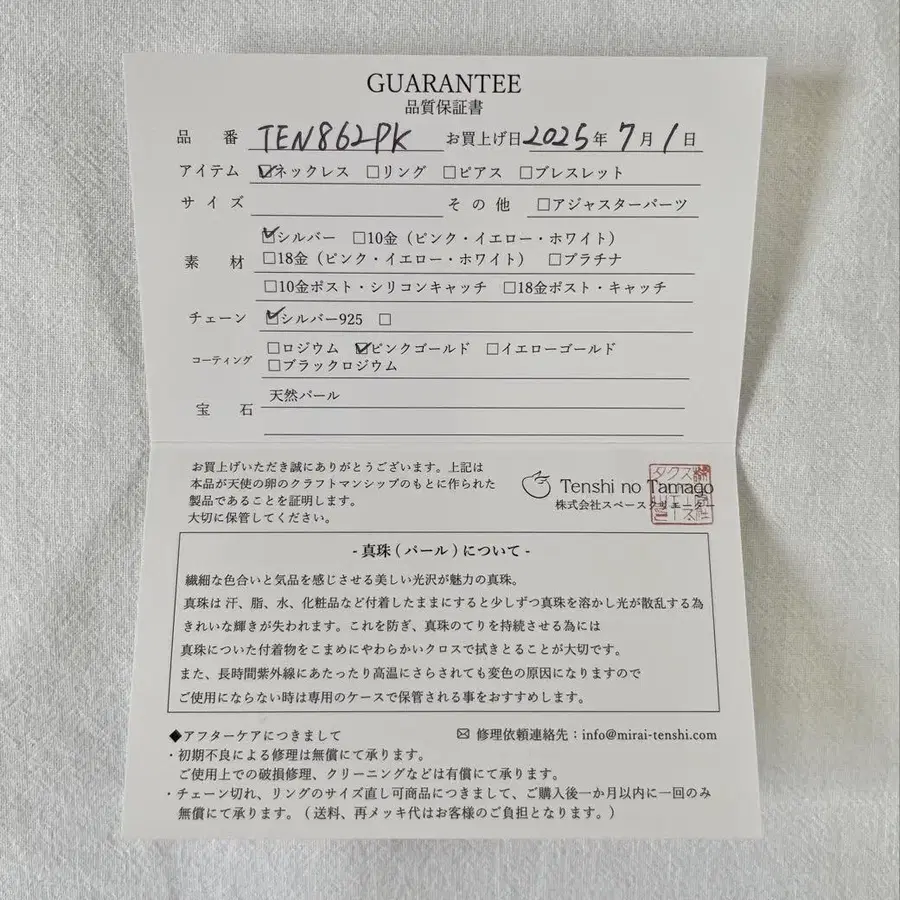 GUARANTEE
品質保証書
品 番 TEN862PK お買上げ日2025年7月1日
アイテム ☑ネックレス □リング □ピアス □ブレスレット
サイズ その他 □アジャスターパーツ
☑シルバー □10金(ピンク・イエロー・ホワイト)
素 材 □18金(ピンク・イエロー・ホワイト) □プラチナ
□10金ポスト・シリコンキャッチ □18金ポスト・キャッチ
チェーン ☑シルバー925 □
コーティング □ロジウム ☑ピンクゴールド □イエローゴールド
□ブラックロジウム
宝 石 天然パール
お買上げいただき誠にありがとうございます。上記は
本品が天使の卵のクラフトマンシップのもとに作られた
製品であることを証明します。
大切に保管してください。
Tenshi no Tamago
株式会社スペースクリエーター
- 真珠(パール)について -
繊細な色合いと気品を感じさせる美しい光沢が魅力の真珠。
真珠は 汗、脂、水、化粧品など付着したままにすると少しずつ真珠を溶かし光が散乱する為
きれいな輝きが失われます。これを防ぎ、真珠のてりを持続させる為には
真珠についた付着物をこまめにやわらかいクロスで拭きとることが大切です。
また、長時間紫外線にあたったり高温にさらされても変色の原因になりますので
ご使用にならない時は専用のケースで保管される事をおすすめします。
◆アフターケアにつきまして
✉ 修理依頼連絡先:info@mirai-tenshi.com
・初期不良による修理は無償にて承ります。
ご使用上での破損修理、クリーニングなどは有償にて承ります。
・チェーン切れ、リングのサイズ直し可商品につきまして、ご購入後一か月以内に一回のみ
無償にて承ります。(送料、再メッキ代はお客様のご負担となります。)